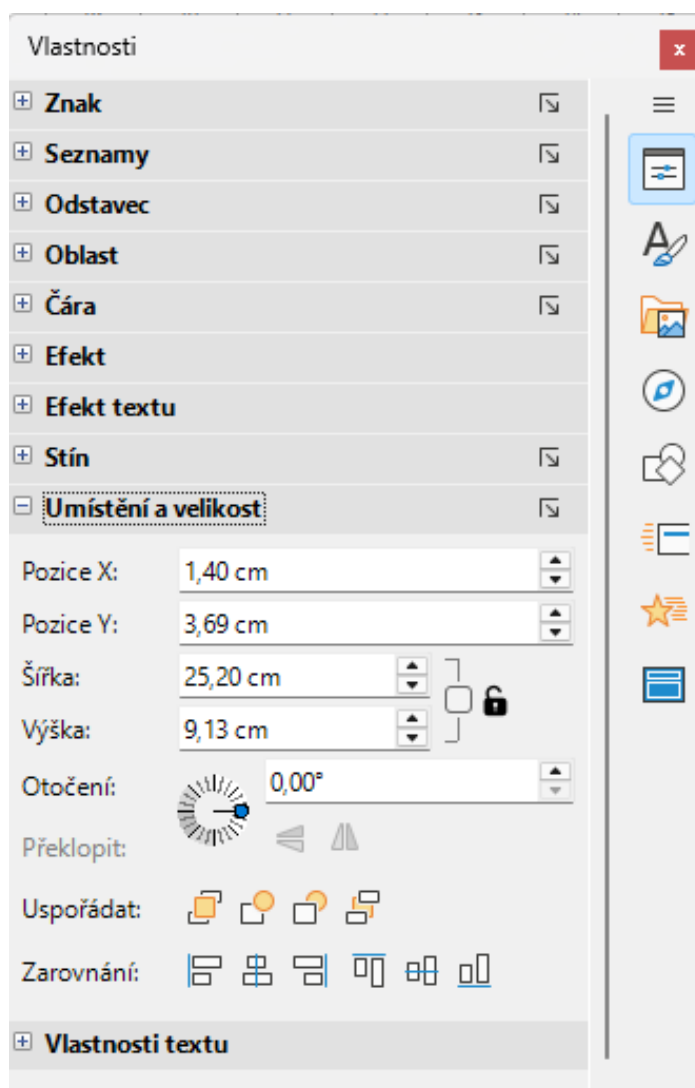 Vlastnosti
Znak
Seznamy
Odstavec
Oblast
Čára
Efekt
Efekt textu
Stín
Umístění a velikost
Pozice X: 1,40 cm
Pozice Y: 3,69 cm
Šířka: 25,20 cm
Výška: 9,13 cm
Otočení: 0,00°
Překlopit:
Uspořádat:
Zarovnání:
Vlastnosti textu